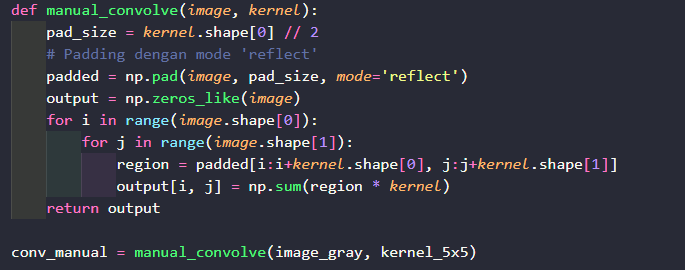 def manual_convolve(image, kernel):
    pad_size = kernel.shape[0] // 2
    # Padding dengan mode 'reflect'
    padded = np.pad(image, pad_size, mode='reflect')
    output = np.zeros_like(image)
    for i in range(image.shape[0]):
        for j in range(image.shape[1]):
            region = padded[i:i+kernel.shape[0], j:j+kernel.shape[1]]
            output[i, j] = np.sum(region * kernel)
    return output

conv_manual = manual_convolve(image_gray, kernel_5x5)